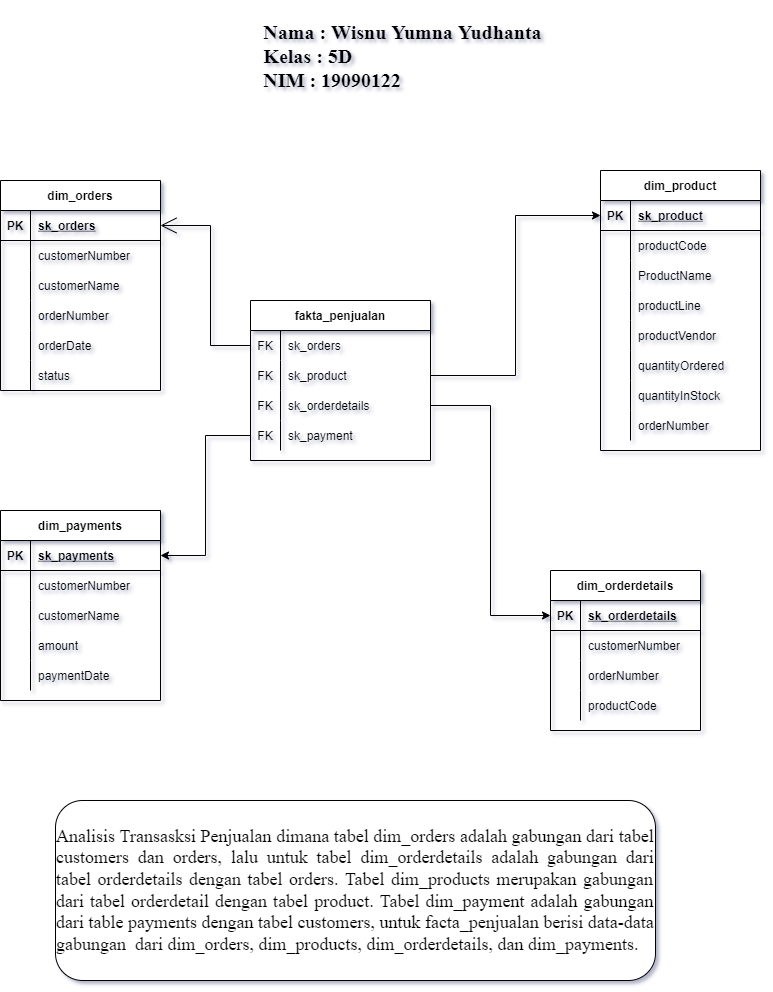 Nama : Wisnu Yumna Yudhanta
Kelas : 5D
NIM : 19090122
dim_orders
PK sk_orders
customerNumber
customerName
orderNumber
orderDate
status
fakta_penjualan
FK sk_orders
FK sk_product
FK sk_orderdetails
FK sk_payment
dim_product
PK sk_product
productCode
ProductName
productLine
productVendor
quantityOrdered
quantityInStock
orderNumber
dim_payments
PK sk_payments
customerNumber
customerName
amount
paymentDate
dim_orderdetails
PK sk_orderdetails
customerNumber
orderNumber
productCode
Analisis Transasksi Penjualan dimana tabel dim_orders adalah gabungan dari tabel
customers dan orders, lalu untuk tabel dim_orderdetails adalah gabungan dari
tabel orderdetails dengan tabel orders. Tabel dim_products merupakan gabungan
dari tabel orderdetail dengan tabel product. Tabel dim_payment adalah gabungan
dari table payments dengan tabel customers, untuk facta_penjualan berisi data-data
gabungan dari dim_orders, dim_products, dim_orderdetails, dan dim_payments.